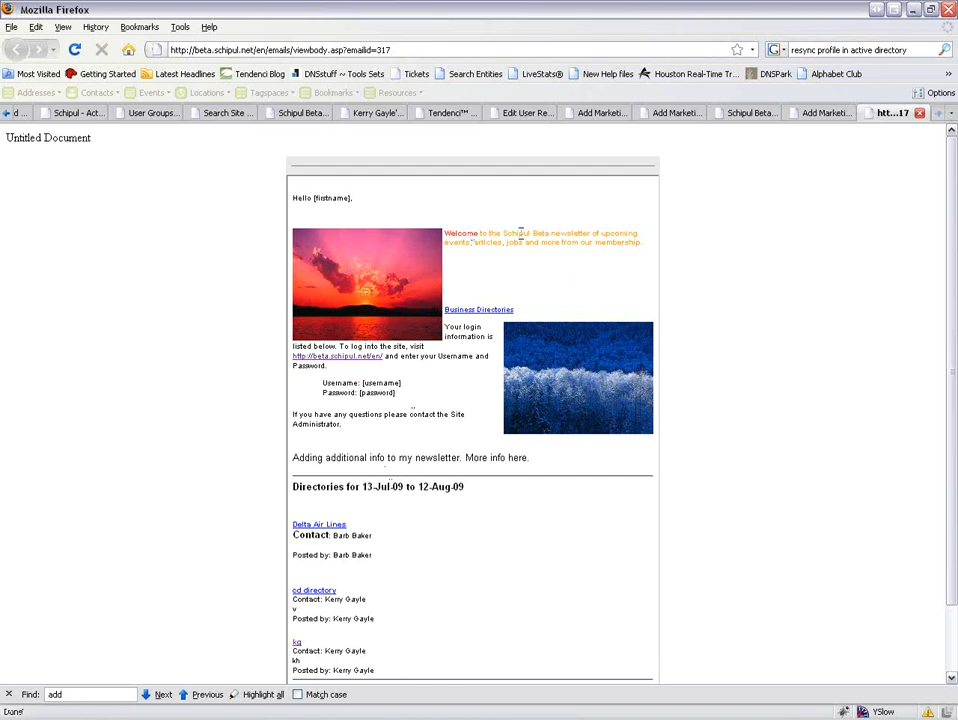 Mozilla Firefox
File Edit View History Bookmarks Tools Help
http://beta.schipul.net/en/emails/viewbody.asp?emailid=317
resync profile in active directory
Most Visited Getting Started Latest Headlines Tendenci Blog DNSstuff ~ Tools Sets Tickets Search Entities LiveStats® New Help files Houston Real-Time Tr... DNSPark Alphabet Club »
Addresses Contacts Events Locations Tagspaces Bookmarks Resources Options
d ... Schipul - Act... User Groups... Search Site ... Schipul Beta... Kerry Gayle'... Tendenci™ ... Edit User Re... Add Marketi... Add Marketi... Schipul Beta... Add Marketi... htt...17
Untitled Document
Hello [firstname],
Welcome to the Schipul Beta newsletter of upcoming
events, articles, jobs and more from our membership.
Business Directories
Your login
information is
listed below. To log into the site, visit
http://beta.schipul.net/en/ and enter your Username and
Password.
Username: [username]
Password: [password]
If you have any questions please contact the Site
Administrator.
Adding additional info to my newsletter. More info here.
Directories for 13-Jul-09 to 12-Aug-09
Delta Air Lines
Contact: Barb Baker
Posted by: Barb Baker
cd directory
Contact: Kerry Gayle
v
Posted by: Kerry Gayle
kg
Contact: Kerry Gayle
kh
Posted by: Kerry Gayle
Find: add Next Previous Highlight all Match case
Done YSlow